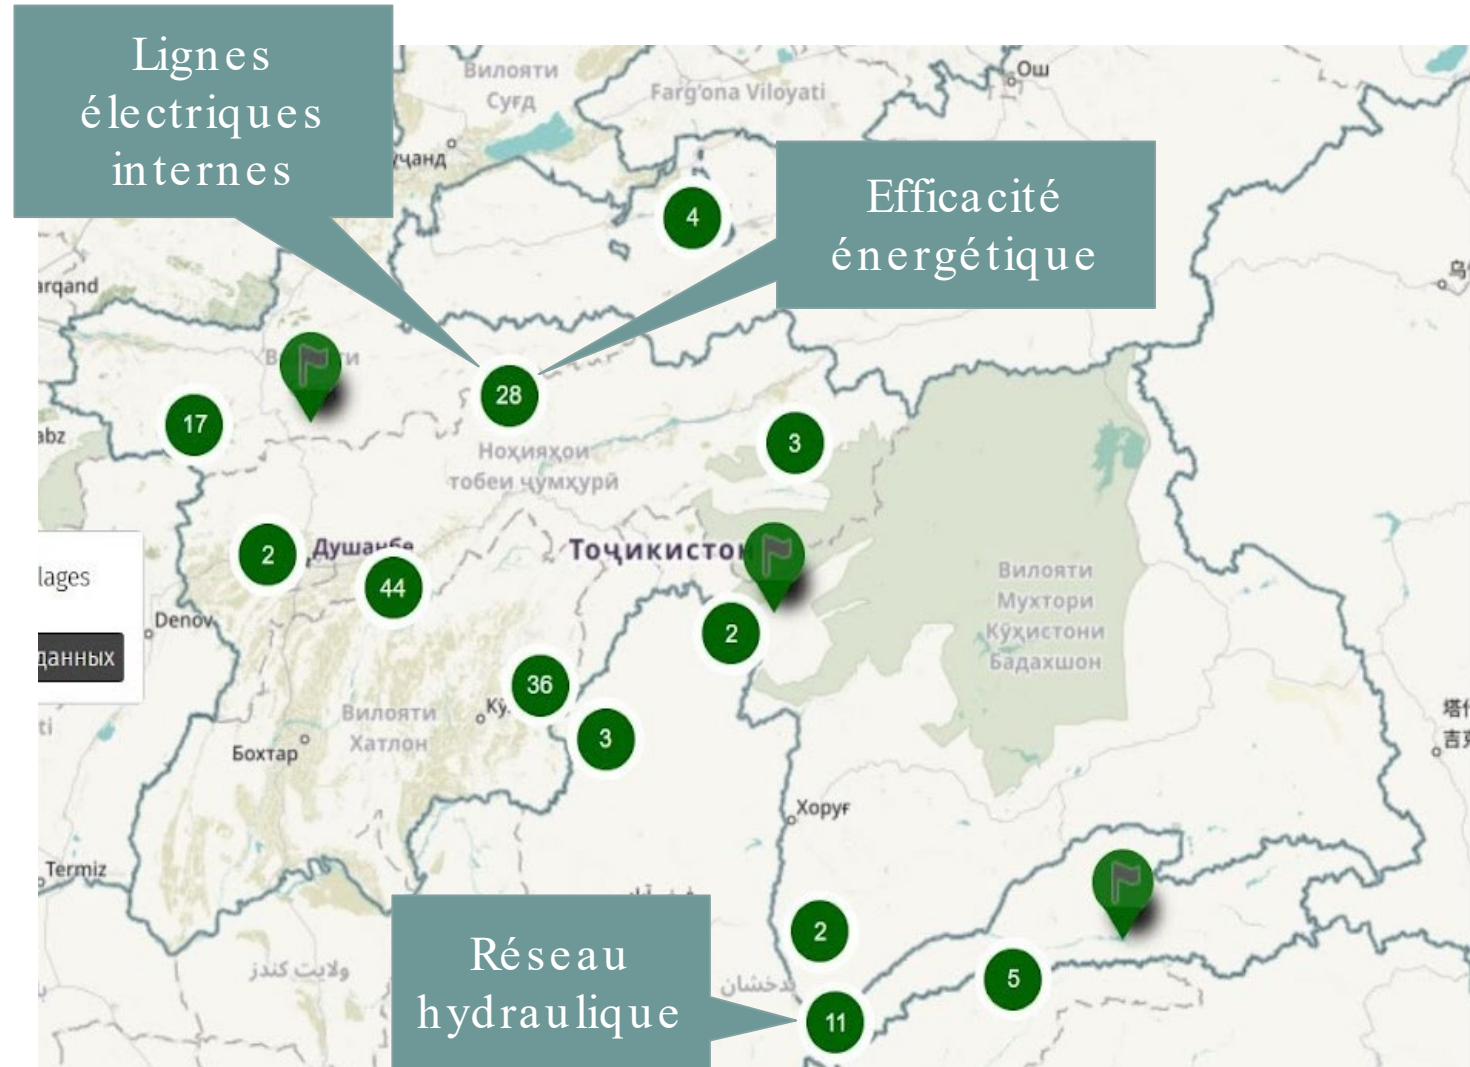 Lignes
électriques
internes
Вилояти
Суғд
Farg'ona Viloyati
Ош
Efficacité
énergétique
4
28
17
3
Ноҳияҳои
тобеи ҷумҳурӣ
2
Душанбе
44
Тоҷикистон
lages
Denov
данных
2
Вилояти
Мухтори
Кӯҳистони
Бадахшон
36
3
Вилояти
Хатлон
Бохтар
Хоруғ
Termiz
Réseau
hydraulique
2
5
11
ولايت کندز